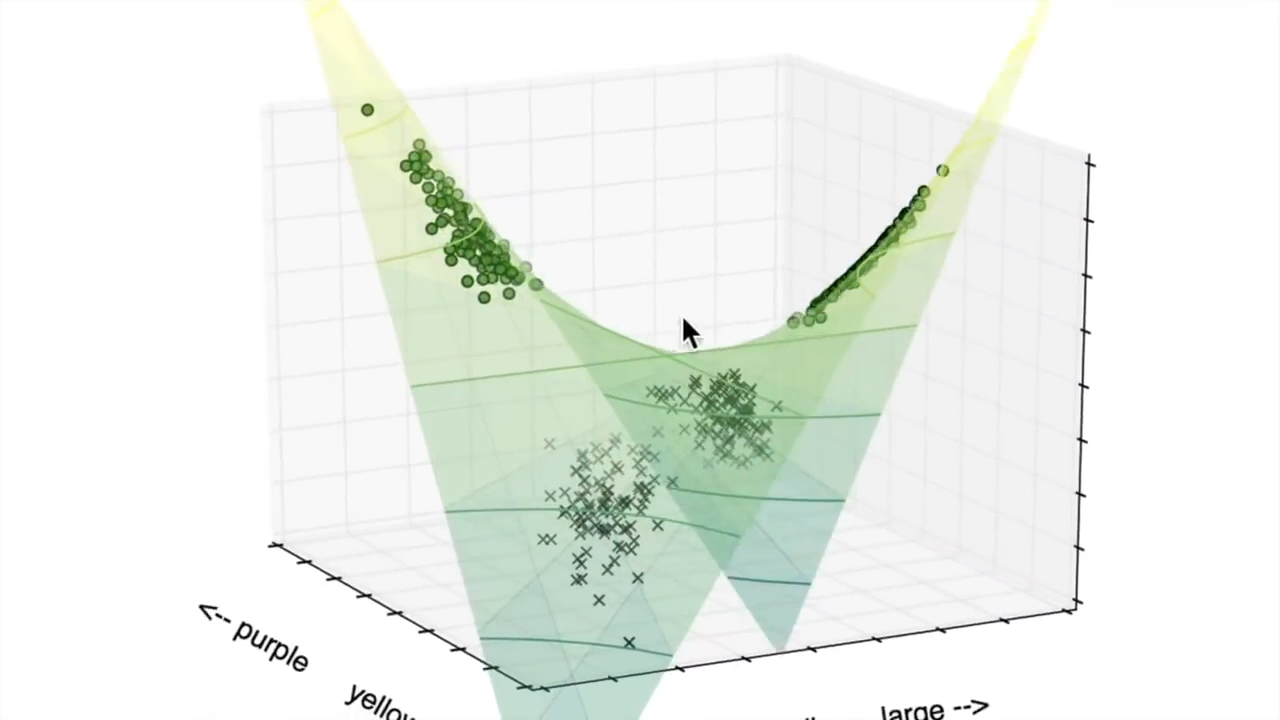 <-- purple
yellow
large -->